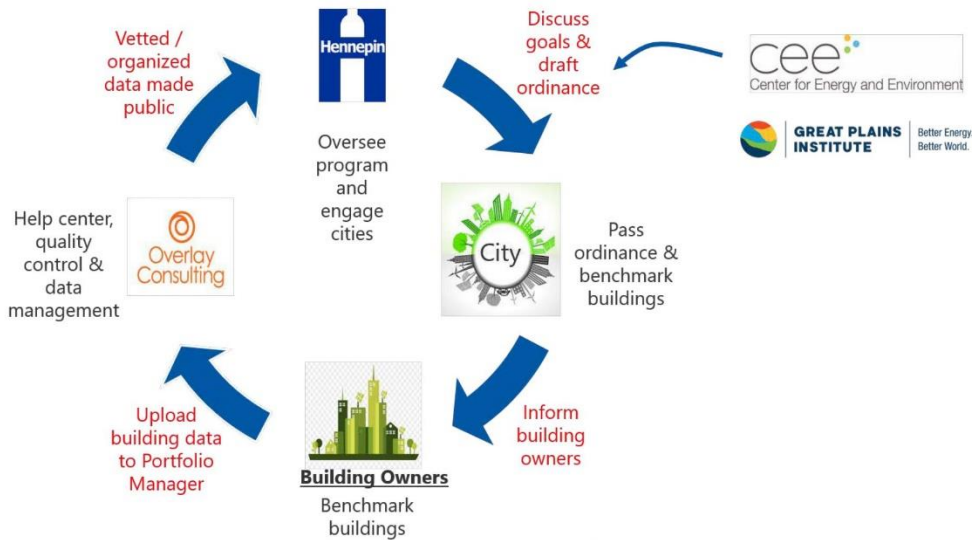 Vetted /
organized
data made
public
Hennepin
Discuss
goals &
draft
ordinance
cee
Center for Energy and Environment
GREAT PLAINS
INSTITUTE
Better Energy.
Better World.
Oversee
program
and
engage
cities
Help center,
quality
control &
data
management
Overlay
Consulting
City
Pass
ordinance &
benchmark
buildings
Upload
building data
to Portfolio
Manager
Building Owners
Benchmark
buildings
Inform
building
owners